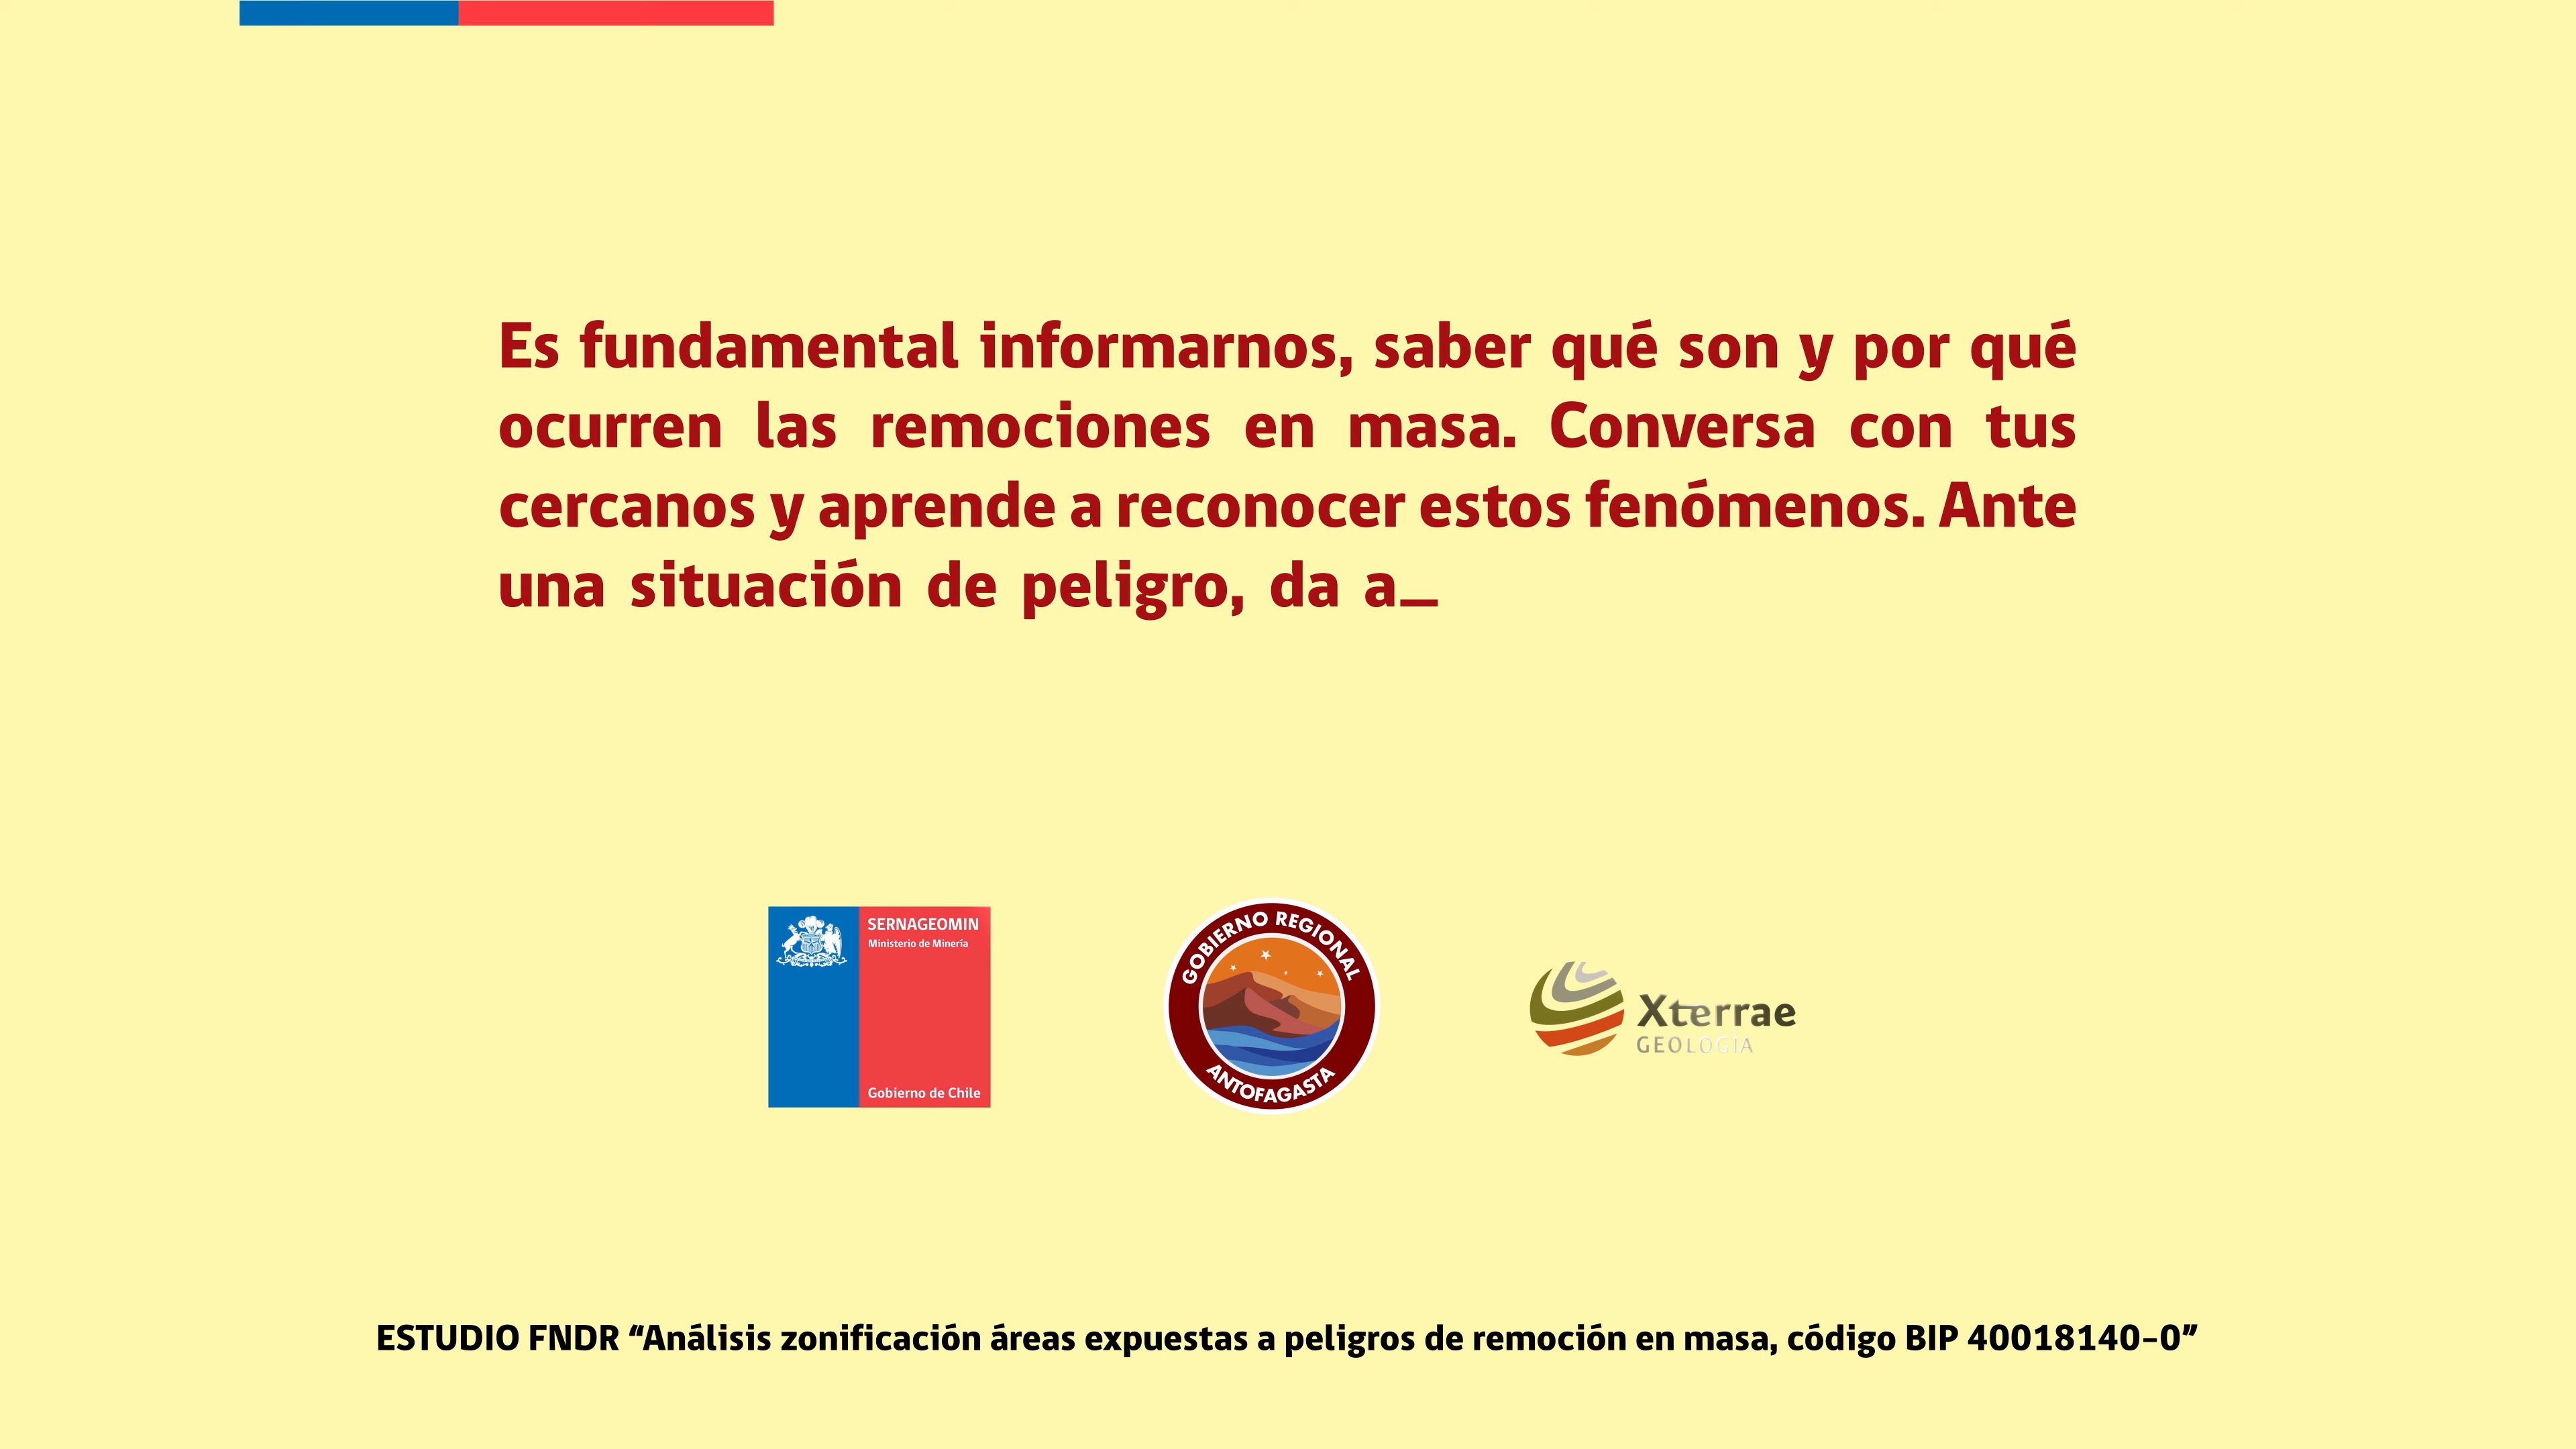 Es fundamental informarnos, saber qué son y por qué
ocurren las remociones en masa. Conversa con tus
cercanos y aprende a reconocer estos fenómenos. Ante
una situación de peligro, da a_
SERNAGEOMIN
Ministerio de Minería
Gobierno de Chile
GOBIERNO REGIONAL
ANTOFAGASTA
Xterrae
GEOLOGÍA
ESTUDIO FNDR “Análisis zonificación áreas expuestas a peligros de remoción en masa, código BIP 40018140-0”